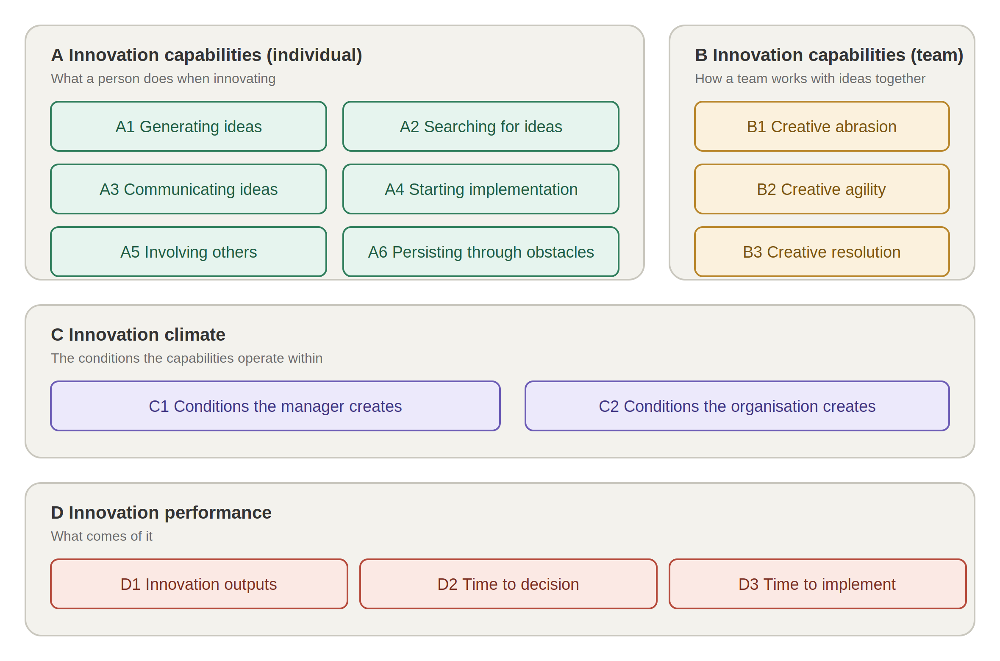 A Innovation capabilities (individual)
What a person does when innovating
A1 Generating ideas
A2 Searching for ideas
A3 Communicating ideas
A4 Starting implementation
A5 Involving others
A6 Persisting through obstacles
B Innovation capabilities (team)
How a team works with ideas together
B1 Creative abrasion
B2 Creative agility
B3 Creative resolution
C Innovation climate
The conditions the capabilities operate within
C1 Conditions the manager creates
C2 Conditions the organisation creates
D Innovation performance
What comes of it
D1 Innovation outputs
D2 Time to decision
D3 Time to implement